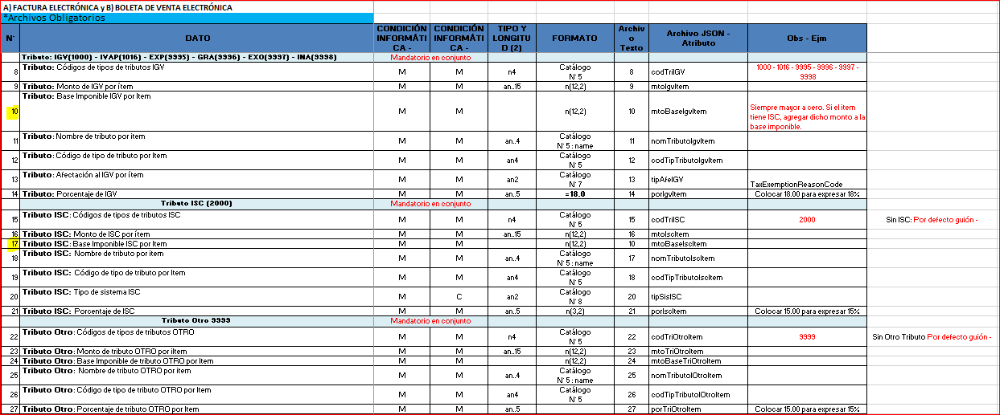 A) FACTURA ELECTRÓNICA y B) BOLETA DE VENTA ELECTRÓNICA
*Archivos Obligatorios
N° DATO CONDICIÓN INFORMÁTICA - CONDICIÓN INFORMÁTICA - TIPO Y LONGITUD (2) FORMATO Archivo Texto Archivo JSON - Atributo Obs - Ejm
Tributo: IGV(1000) - IVAP(1016) - EXP(9995) - GRA(9996) - EXO(9997) - INA(9998) Mandatorio en conjunto
8 Tributo: Códigos de tipos de tributos IGV M M n4 Catálogo N° 5 8 codTriIGV 1000 - 1016 - 9995 - 9996 - 9997 - 9998
9 Tributo: Monto de IGV por ítem M M an..15 n(12,2) 9 mtoIgvItem
10 Tributo: Base Imponible IGV por Item M M n(12,2) 10 mtoBaseIgvItem Siempre mayor a cero. Si el item tiene ISC, agregar dicho monto a la base imponible.
11 Tributo: Nombre de tributo por item M M an..4 Catálogo N° 5 : name 11 nomTributoIgvItem
12 Tributo: Código de tipo de tributo por Item M M an4 Catálogo N° 5 12 codTipTributoIgvItem
13 Tributo: Afectación al IGV por ítem M M an2 Catálogo N° 7 13 tipAfeIGV TaxExemptionReasonCode
14 Tributo: Porcentaje de IGV M M an..5 =18.0 14 porIgvItem Colocar 18.00 para expresar 18%
Tributo ISC (2000) Mandatorio en conjunto
15 Tributo ISC: Códigos de tipos de tributos ISC M M n4 Catálogo N° 5 15 codTriISC 2000 Sin ISC: Por defecto guión -
16 Tributo ISC: Monto de ISC por ítem M M an..15 n(12,2) 16 mtoIscItem
17 Tributo ISC: Base Imponible ISC por Item M M n(12,2) 10 mtoBaseIscItem
18 Tributo ISC: Nombre de tributo por item M M an..4 Catálogo N° 5 : name 17 nomTributoIscItem
19 Tributo ISC: Código de tipo de tributo por Item M M an4 Catálogo N° 5 18 codTipTributoIscItem
20 Tributo ISC: Tipo de sistema ISC M C an2 Catálogo N° 8 20 tipSisISC
21 Tributo ISC: Porcentaje de ISC M M an..5 n(3,2) 21 porIscItem Colocar 15.00 para expresar 15%
Tributo Otro 9999 Mandatorio en conjunto
22 Tributo Otro: Códigos de tipos de tributos OTRO M M n4 Catálogo N° 5 22 codTriOtroItem 9999 Sin Otro Tributo Por defecto guión -
23 Tributo Otro: Monto de tributo OTRO por iItem M M an..15 n(12,2) 23 mtoTriOtroItem
24 Tributo Otro: Base Imponible de tributo OTRO por Item M M n(12,2) 24 mtoBaseTriOtroItem
25 Tributo Otro: Nombre de tributo OTRO por item M M an..4 Catálogo N° 5 : name 25 nomTributoIOtroItem
26 Tributo Otro: Código de tipo de tributo OTRO por Item M M an4 Catálogo N° 5 26 codTipTributoIOtroItem
27 Tributo Otro: Porcentaje de tributo OTRO por Item M M an..5 27 porTriOtroItem Colocar 15.00 para expresar 15%